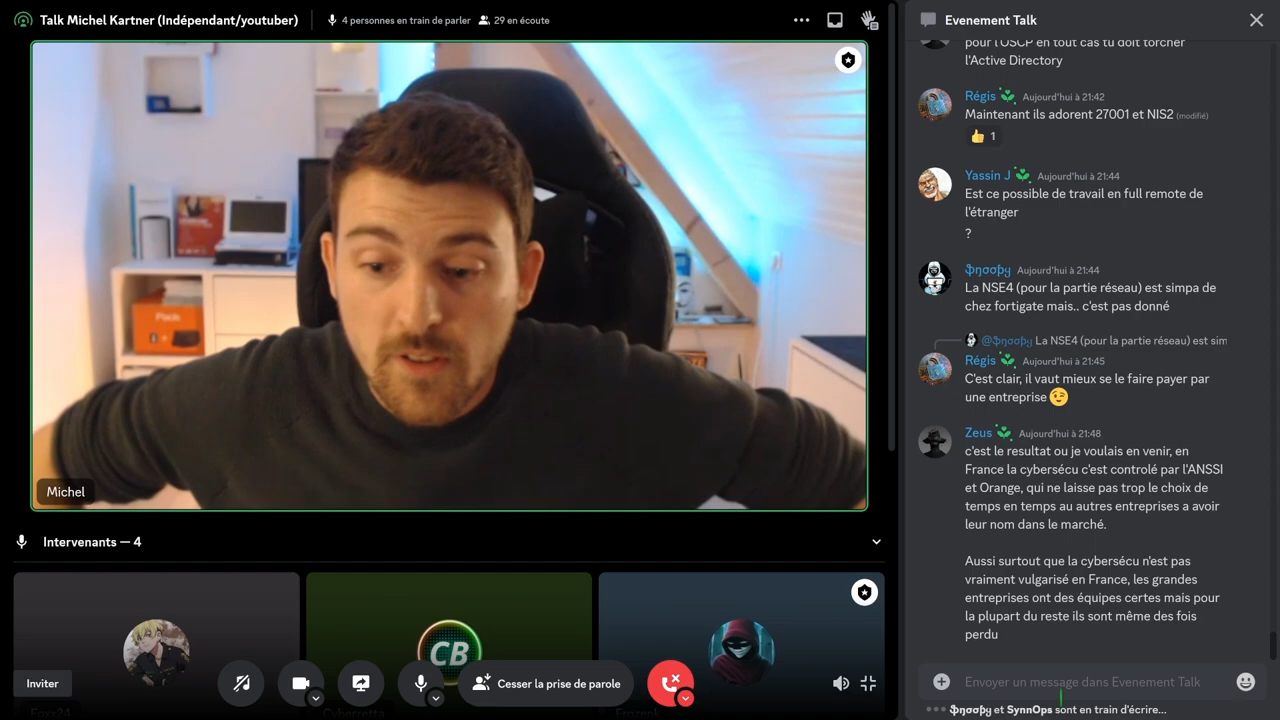 Talk Michel Kartner (Indépendant/youtuber)
4 personnes en train de parler
29 en écoute
Michel
Intervenants — 4
CB
Inviter
Cesser la prise de parole
Evenement Talk
pour l'OSCP en tout cas tu doit torcher
l'Active Directory
Régis Aujourd'hui à 21:42
Maintenant ils adorent 27001 et NIS2 (modifié)
👍 1
Yassin J Aujourd'hui à 21:44
Est ce possible de travail en full remote de
l'étranger
?
Aujourd'hui à 21:44
La NSE4 (pour la partie réseau) est simpa de
chez fortigate mais.. c'est pas donné
La NSE4 (pour la partie réseau) est sim
Régis Aujourd'hui à 21:45
C'est clair, il vaut mieux se le faire payer par
une entreprise 😉
Zeus Aujourd'hui à 21:48
c'est le resultat ou je voulais en venir, en
France la cybersécu c'est controlé par l'ANSSI
et Orange, qui ne laisse pas trop le choix de
temps en temps au autres entreprises a avoir
leur nom dans le marché.
Aussi surtout que la cybersécu n'est pas
vraiment vulgarisé en France, les grandes
entreprises ont des équipes certes mais pour
la plupart du reste ils sont même des fois
perdu
Envoyer un message dans Evenement Talk
et SynnOps sont en train d'écrire...